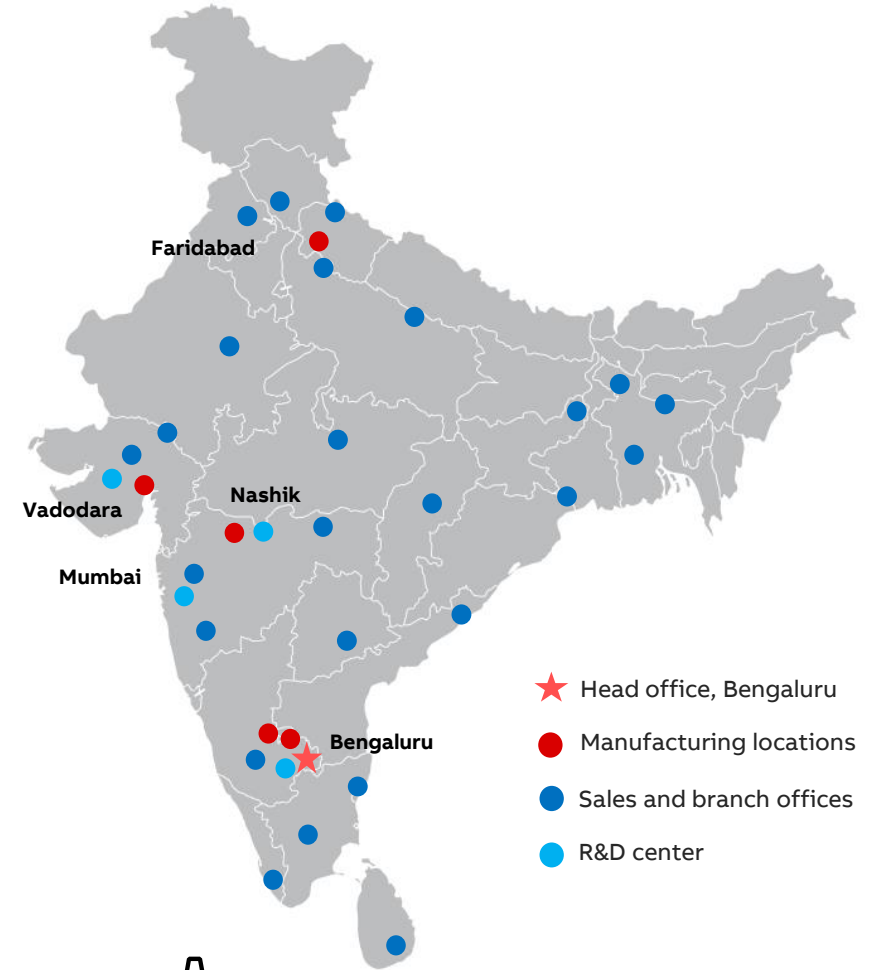 Faridabad
Nashik
Vadodara
Mumbai
Head office, Bengaluru
Bengaluru
Manufacturing locations
Sales and branch offices
R&D center